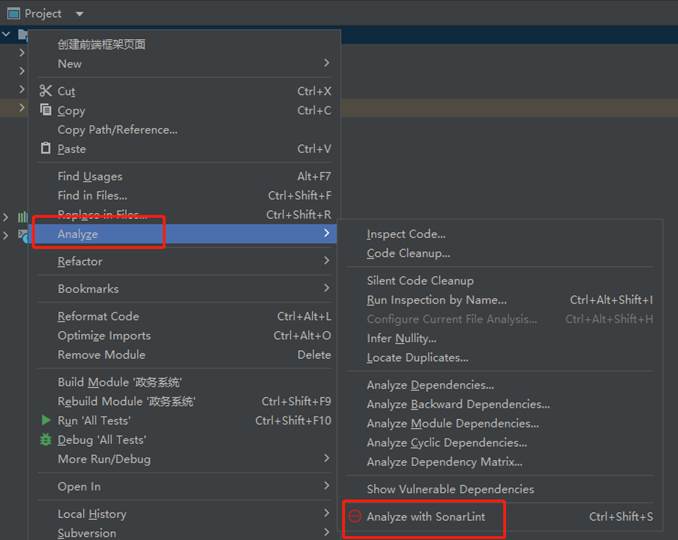 Project
创建前端框架页面
New
Cut Ctrl+X
Copy Ctrl+C
Copy Path/Reference...
Paste Ctrl+V
Find Usages Alt+F7
Find in Files... Ctrl+Shift+F
Replace in Files... Ctrl+Shift+R
Analyze
Refactor
Bookmarks
Reformat Code Ctrl+Alt+L
Optimize Imports Ctrl+Alt+O
Remove Module Delete
Build Module '政务系统'
Rebuild Module '政务系统' Ctrl+Shift+F9
Run 'All Tests' Ctrl+Shift+F10
Debug 'All Tests'
More Run/Debug
Open In
Local History
Subversion
Inspect Code...
Code Cleanup...
Silent Code Cleanup
Run Inspection by Name... Ctrl+Alt+Shift+I
Configure Current File Analysis... Ctrl+Alt+Shift+H
Infer Nullity...
Locate Duplicates...
Analyze Dependencies...
Analyze Backward Dependencies...
Analyze Module Dependencies...
Analyze Cyclic Dependencies...
Analyze Dependency Matrix...
Show Vulnerable Dependencies
Analyze with SonarLint Ctrl+Shift+S